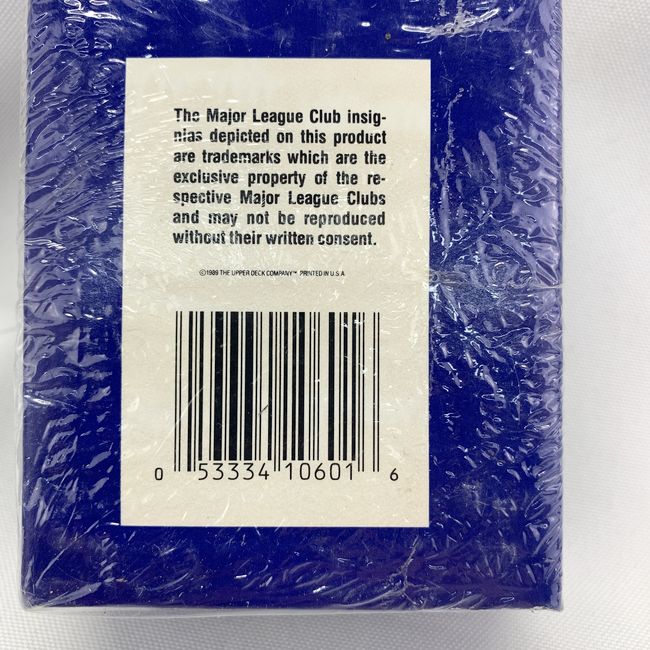 The Major League Club insig-
nias depicted on this product
are trademarks which are the
exclusive property of the re-
spective Major League Clubs
and may not be reproduced
without their written consent.
©1989 THE UPPER DECK COMPANY™ PRINTED IN U.S.A.
0 53334 10601 6